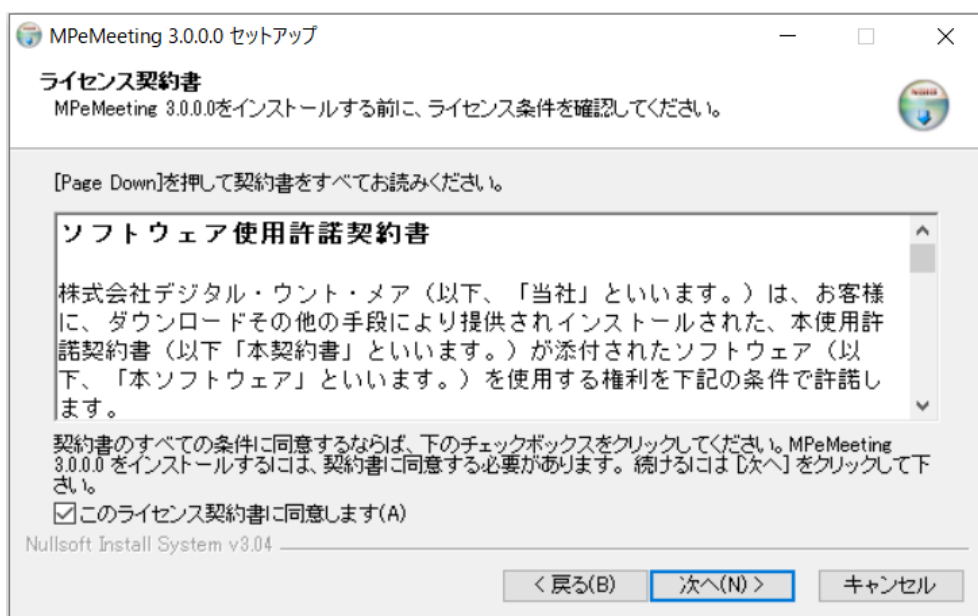 MPeMeeting 3.0.0.0 セットアップ
ライセンス契約書
MPeMeeting 3.0.0.0をインストールする前に、ライセンス条件を確認してください。
[Page Down]を押して契約書をすべてお読みください。
ソフトウェア使用許諾契約書
株式会社デジタル・ウント・メア（以下、「当社」といいます。）は、お客様
に、ダウンロードその他の手段により提供されインストールされた、本使用許
諾契約書（以下「本契約書」といいます。）が添付されたソフトウェア（以
下、「本ソフトウェア」といいます。）を使用する権利を下記の条件で許諾し
ます。
契約書のすべての条件に同意するならば、下のチェックボックスをクリックしてください。MPeMeeting
3.0.0.0 をインストールするには、契約書に同意する必要があります。続けるには [次へ] をクリックして下
さい。
このライセンス契約書に同意します(A)
Nullsoft Install System v3.04
< 戻る(B)
次へ(N) >
キャンセル